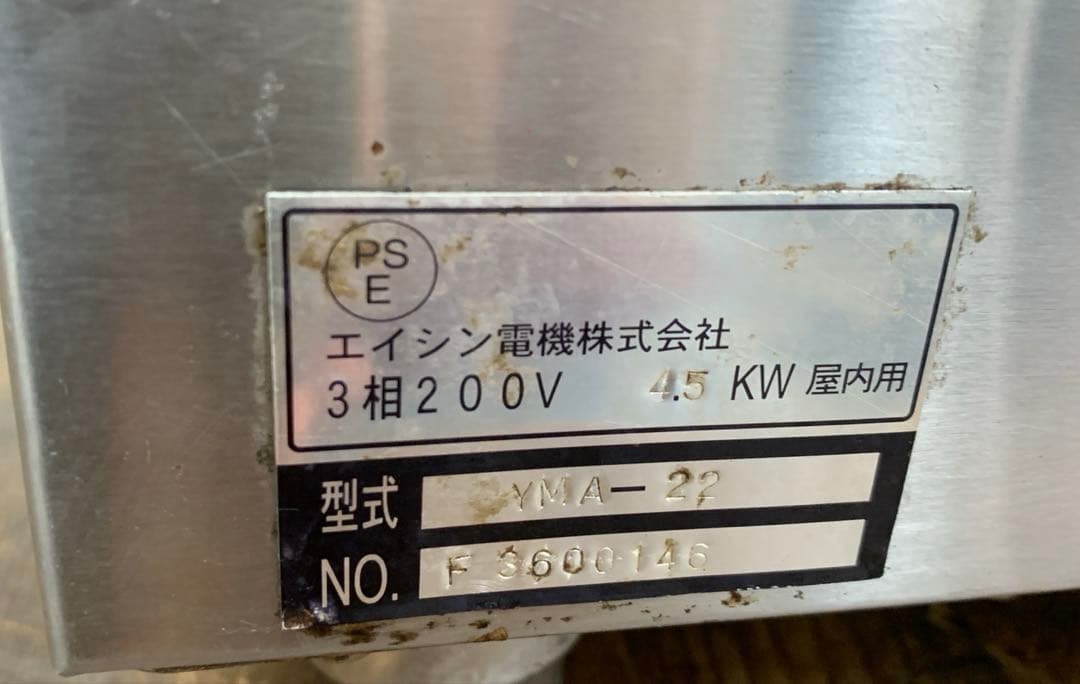 PS
E
エイシン電機株式会社
3相200V 4.5 KW 屋内用
型式 YMA-22
NO. F 3600146